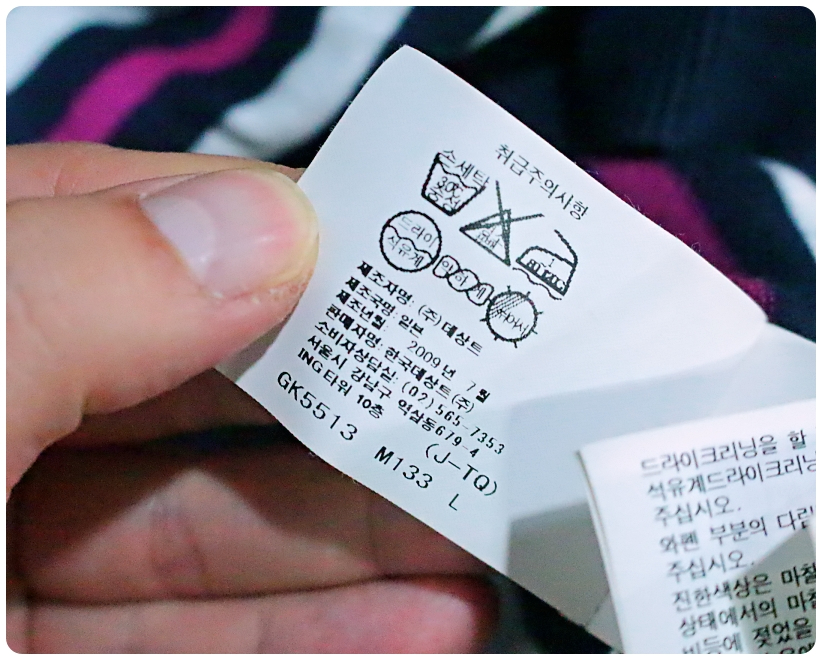 취급주의사항
손세탁
30℃
중성
드라이
석유계
약하게
제조자명: (주)데상트
제조국명: 일본
제조년월: 2009년 7월
판매자명: 한국데상트(주)
소비자상담실: (02)565-7353
서울시 강남구 역삼동679-4
ING타워 10층 (J-TQ)
GK5513 M133 L
드라이크리닝을 할
석유계드라이크리닝
주십시오.
와펜 부분의 다림
주십시오.
진한색상은 마찰
상태에서의 마찰
비등에 젖었을